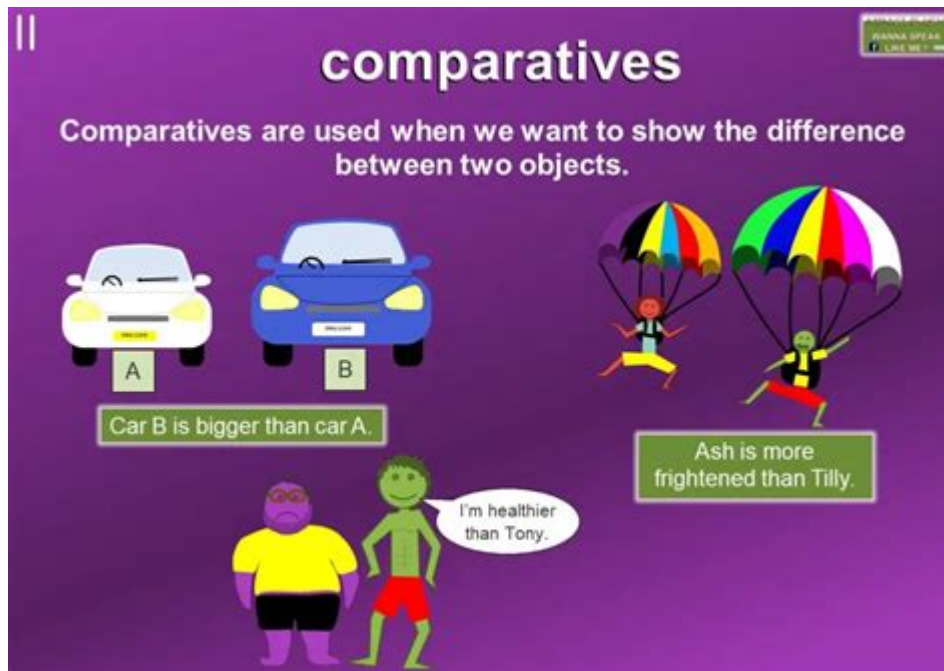 WANNA SPEAK
LIKE ME?
comparatives
Comparatives are used when we want to show the difference
between two objects.
A
B
Car B is bigger than car A.
Ash is more
frightened than Tilly.
I'm healthier
than Tony.